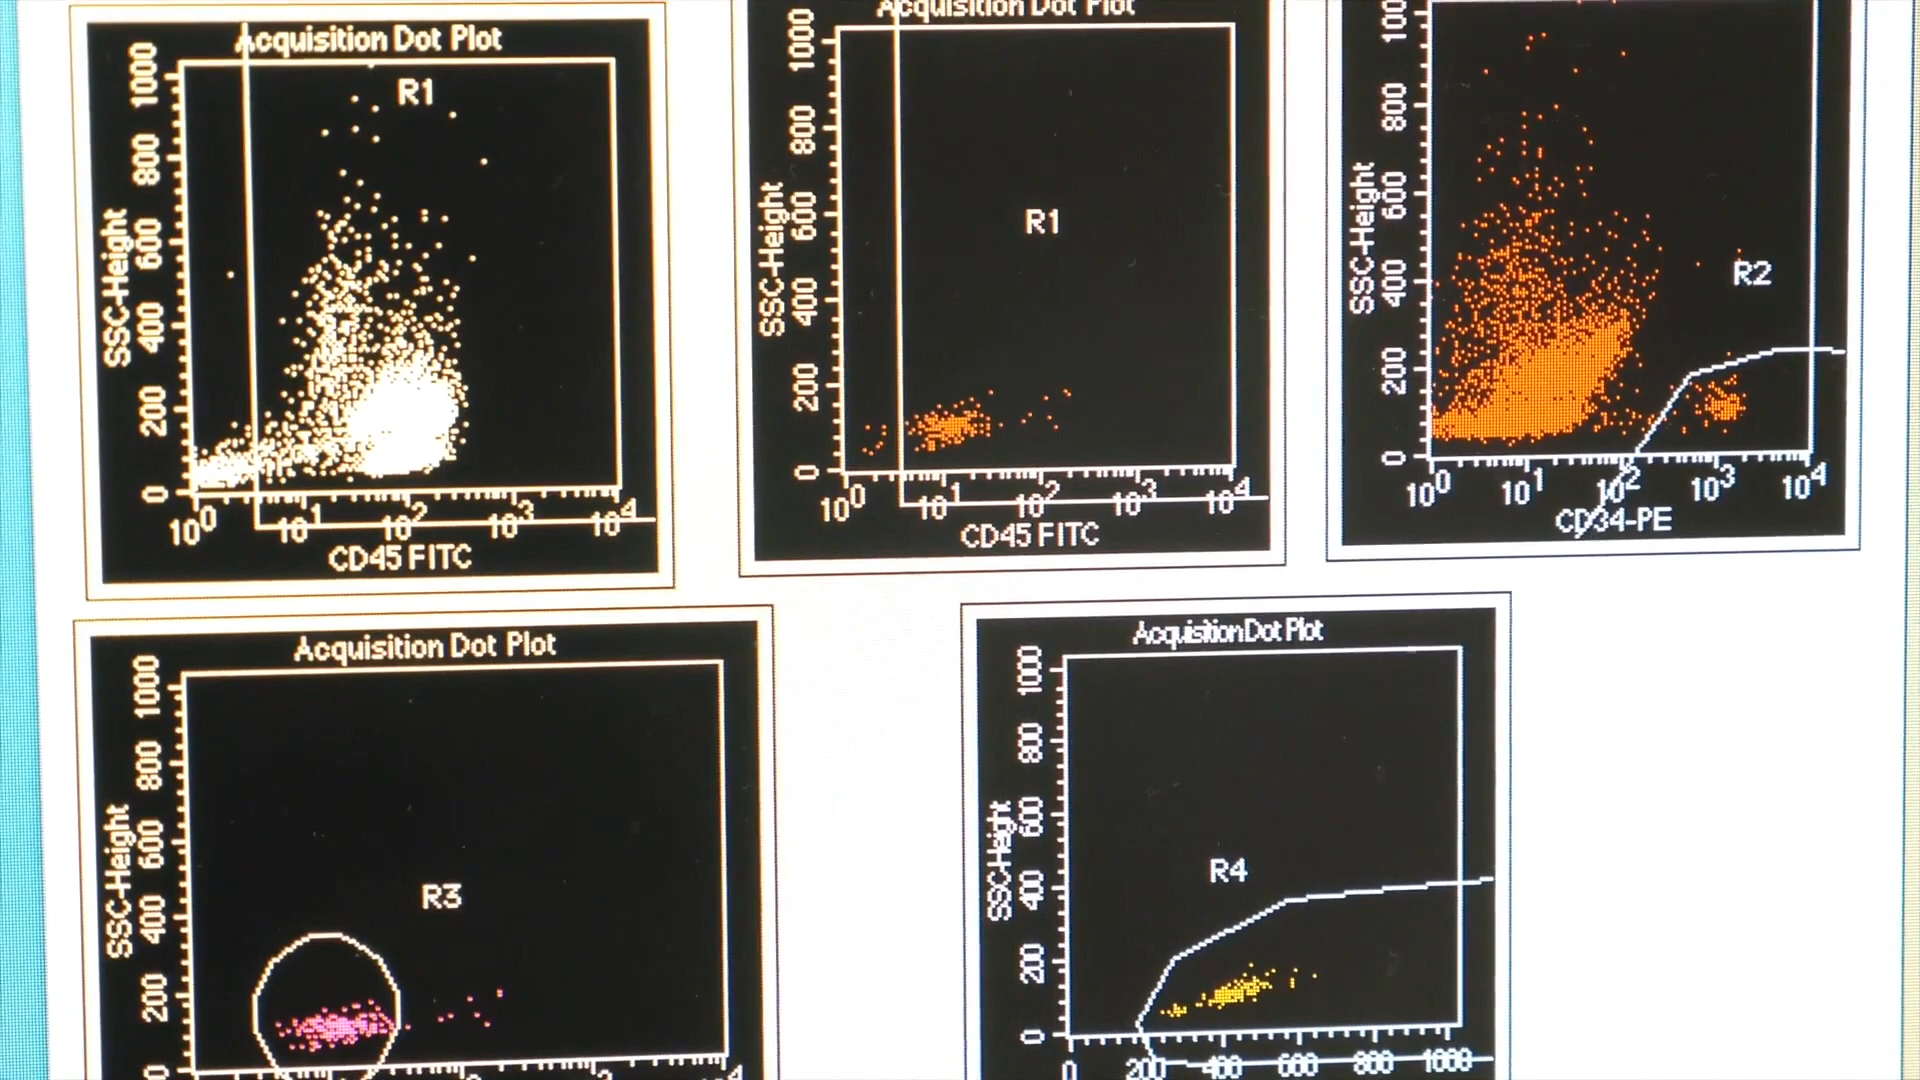 Acquisition Dot Plot
R1
SSC-Height
1000
800
600
400
200
0
10^0 10^1 10^2 10^3 10^4
CD45 FITC
Acquisition Dot Plot
R1
SSC-Height
1000
800
600
400
200
0
10^0 10^1 10^2 10^3 10^4
CD45 FITC
R2
SSC-Height
800
600
400
200
0
10^0 10^1 10^2 10^3 10^4
CD34-PE
Acquisition Dot Plot
R3
SSC-Height
1000
800
600
400
200
0
Acquisition Dot Plot
R4
SSC-Height
1000
800
600
400
200
0
0 200 400 600 800 1000